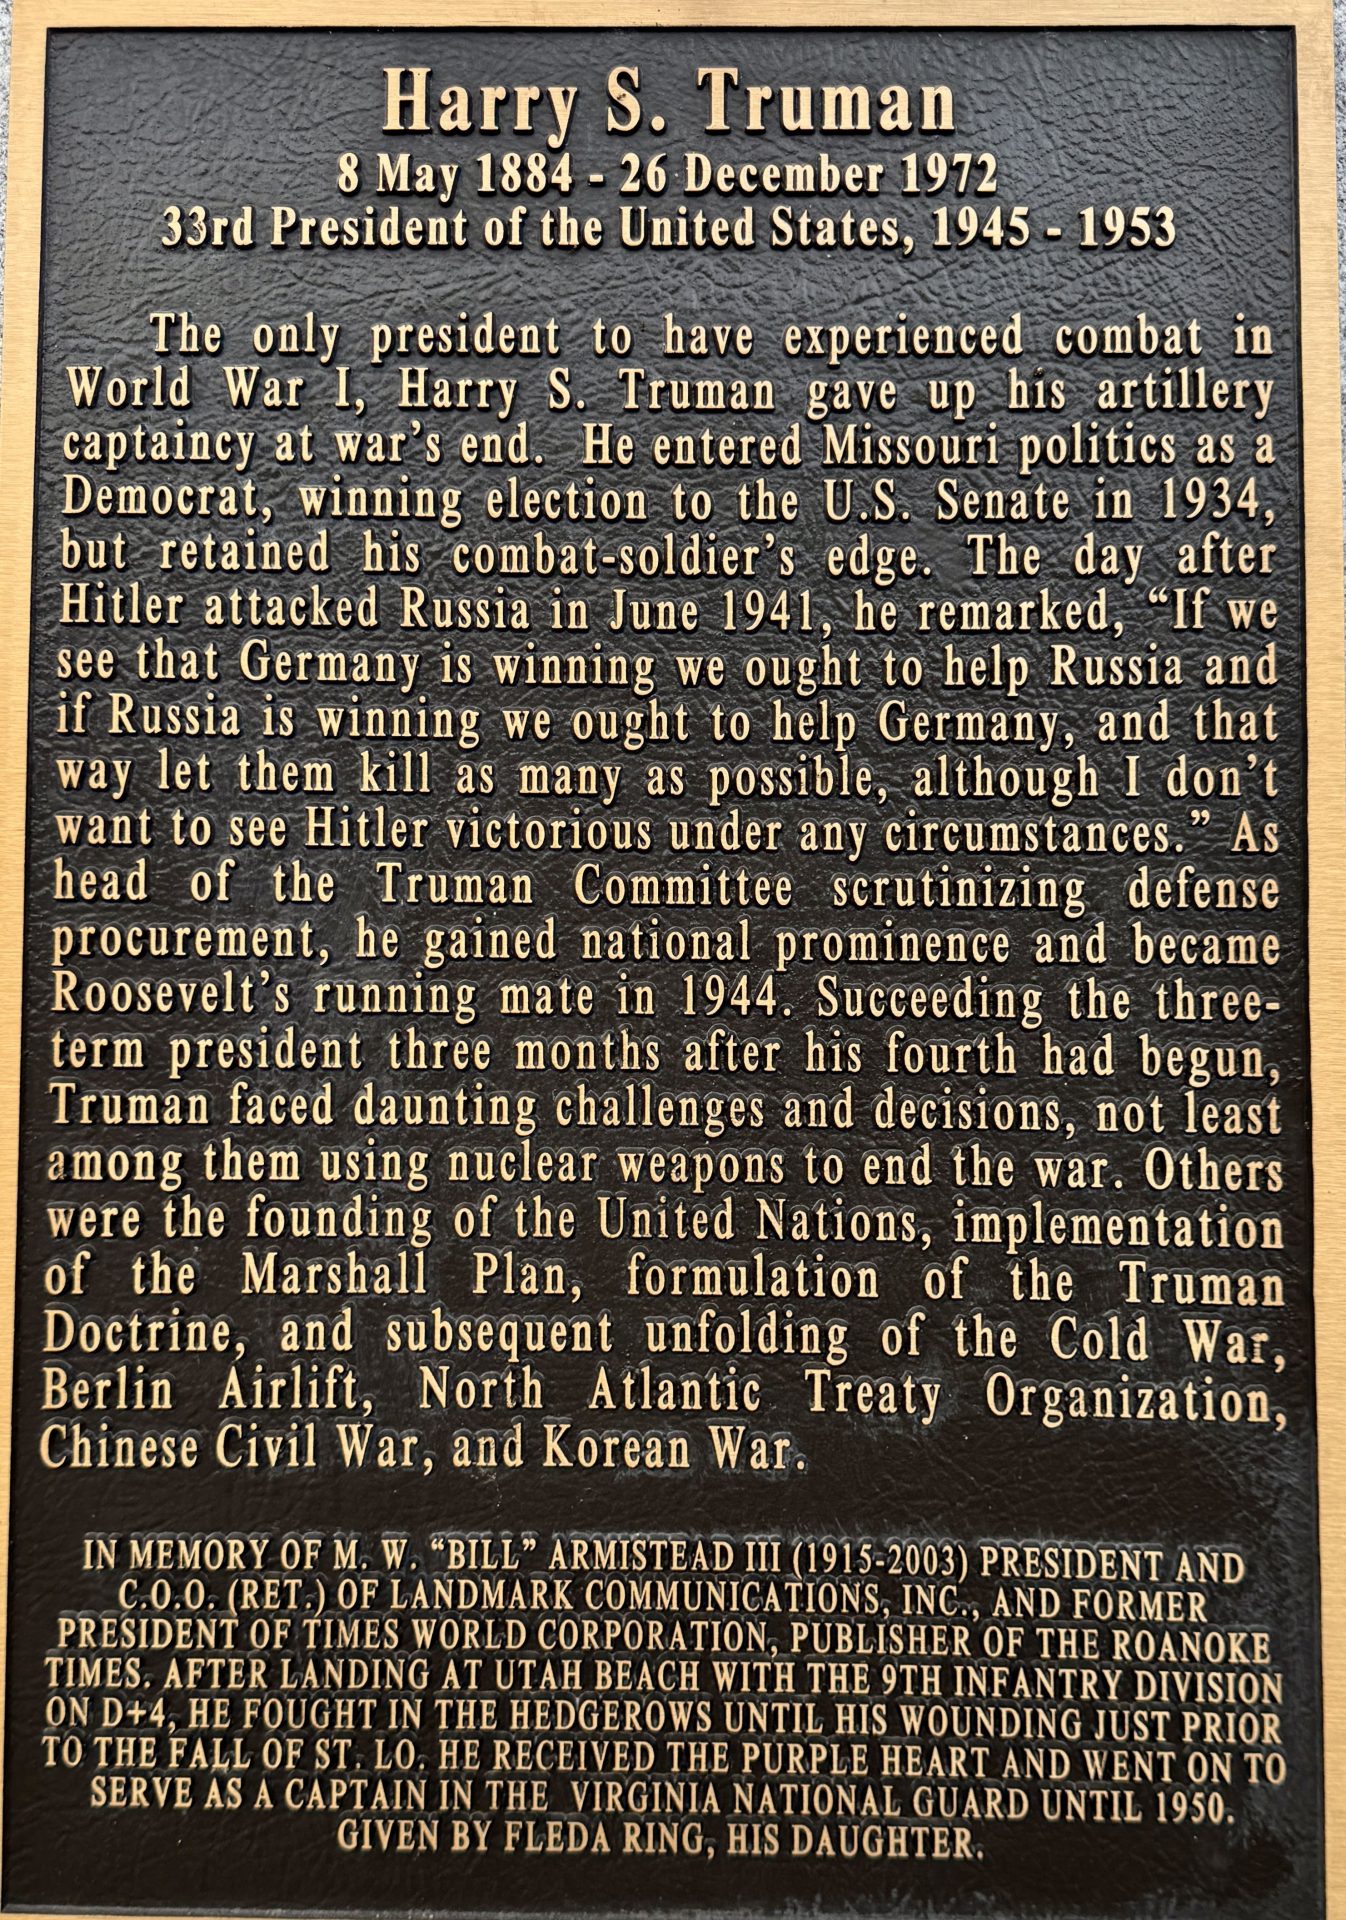 Harry S. Truman
8 May 1884 - 26 December 1972
33rd President of the United States, 1945 - 1953
The only president to have experienced combat in
World War I, Harry S. Truman gave up his artillery
captaincy at war's end. He entered Missouri politics as a
Democrat, winning election to the U.S. Senate in 1934,
but retained his combat-soldier's edge. The day after
Hitler attacked Russia in June 1941, he remarked, “If we
see that Germany is winning we ought to help Russia and
if Russia is winning we ought to help Germany, and that
way let them kill as many as possible, although I don't
want to see Hitler victorious under any circumstances.” As
head of the Truman Committee scrutinizing defense
procurement, he gained national prominence and became
Roosevelt's running mate in 1944. Succeeding the three-
term president three months after his fourth had begun,
Truman faced daunting challenges and decisions, not least
among them using nuclear weapons to end the war. Others
were the founding of the United Nations, implementation
of the Marshall Plan, formulation of the Truman
Doctrine, and subsequent unfolding of the Cold War,
Berlin Airlift, North Atlantic Treaty Organization,
Chinese Civil War, and Korean War.
IN MEMORY OF M. W. “BILL” ARMISTEAD III (1915-2003) PRESIDENT AND
C.O.O. (RET.) OF LANDMARK COMMUNICATIONS, INC., AND FORMER
PRESIDENT OF TIMES WORLD CORPORATION, PUBLISHER OF THE ROANOKE
TIMES. AFTER LANDING AT UTAH BEACH WITH THE 9TH INFANTRY DIVISION
ON D+4, HE FOUGHT IN THE HEDGEROWS UNTIL HIS WOUNDING JUST PRIOR
TO THE FALL OF ST. LO. HE RECEIVED THE PURPLE HEART AND WENT ON TO
SERVE AS A CAPTAIN IN THE VIRGINIA NATIONAL GUARD UNTIL 1950.
GIVEN BY FLEDA RING, HIS DAUGHTER.